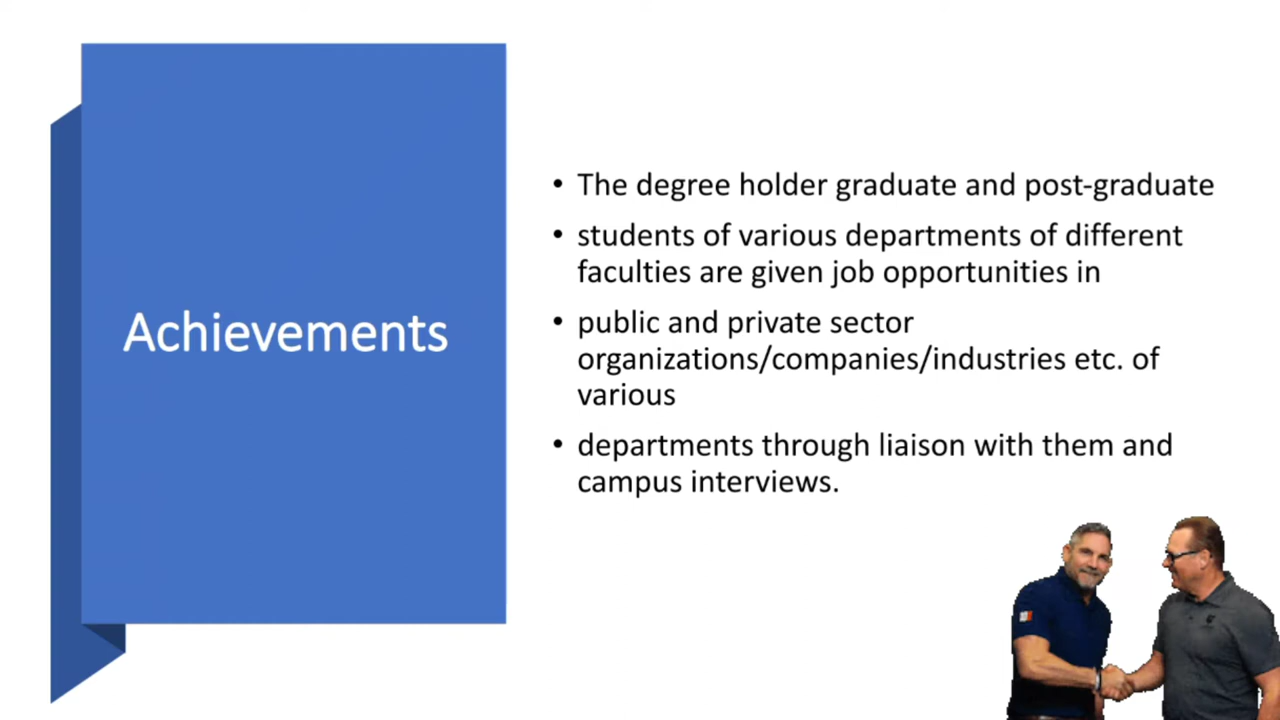 Achievements
• The degree holder graduate and post-graduate
• students of various departments of different
faculties are given job opportunities in
• public and private sector
organizations/companies/industries etc. of
various
• departments through liaison with them and
campus interviews.